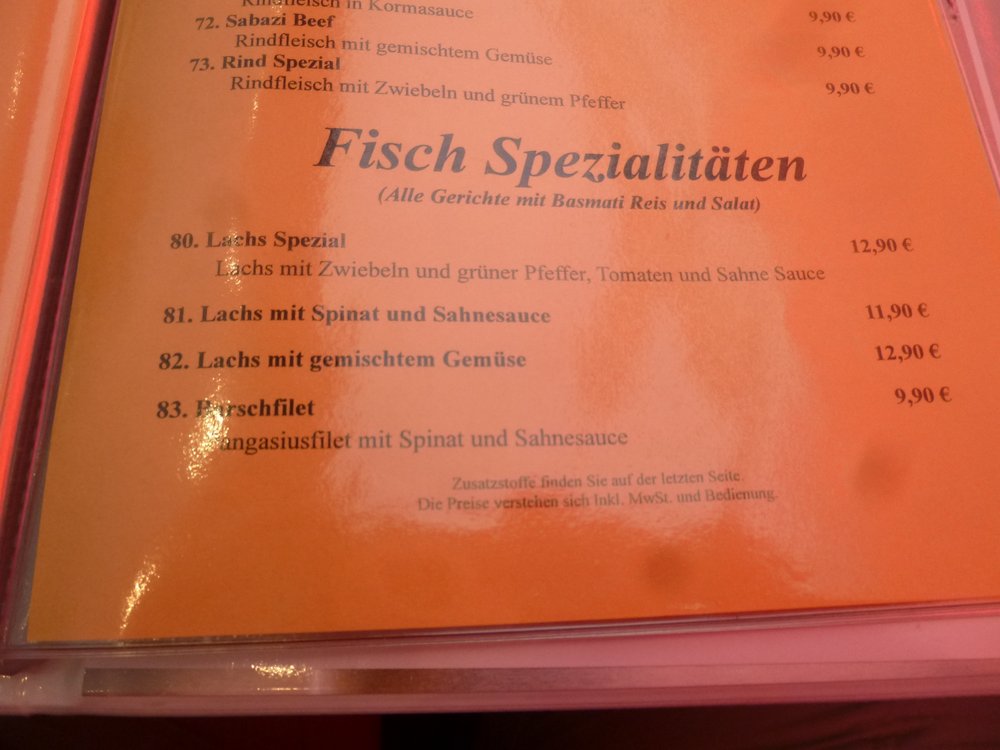 Rindfleisch in Kormasauce 9,90 €
72. Sabazi Beef
Rindfleisch mit gemischtem Gemüse 9,90 €
73. Rind Spezial
Rindfleisch mit Zwiebeln und grünem Pfeffer 9,90 €
Fisch Spezialitäten
(Alle Gerichte mit Basmati Reis und Salat)
80. Lachs Spezial 12,90 €
Lachs mit Zwiebeln und grüner Pfeffer, Tomaten und Sahne Sauce
81. Lachs mit Spinat und Sahnesauce 11,90 €
82. Lachs mit gemischtem Gemüse 12,90 €
83. Barschfilet 9,90 €
Pangasiusfilet mit Spinat und Sahnesauce
Zusatzstoffe finden Sie auf der letzten Seite.
Die Preise verstehen sich Inkl. MwSt. und Bedienung.